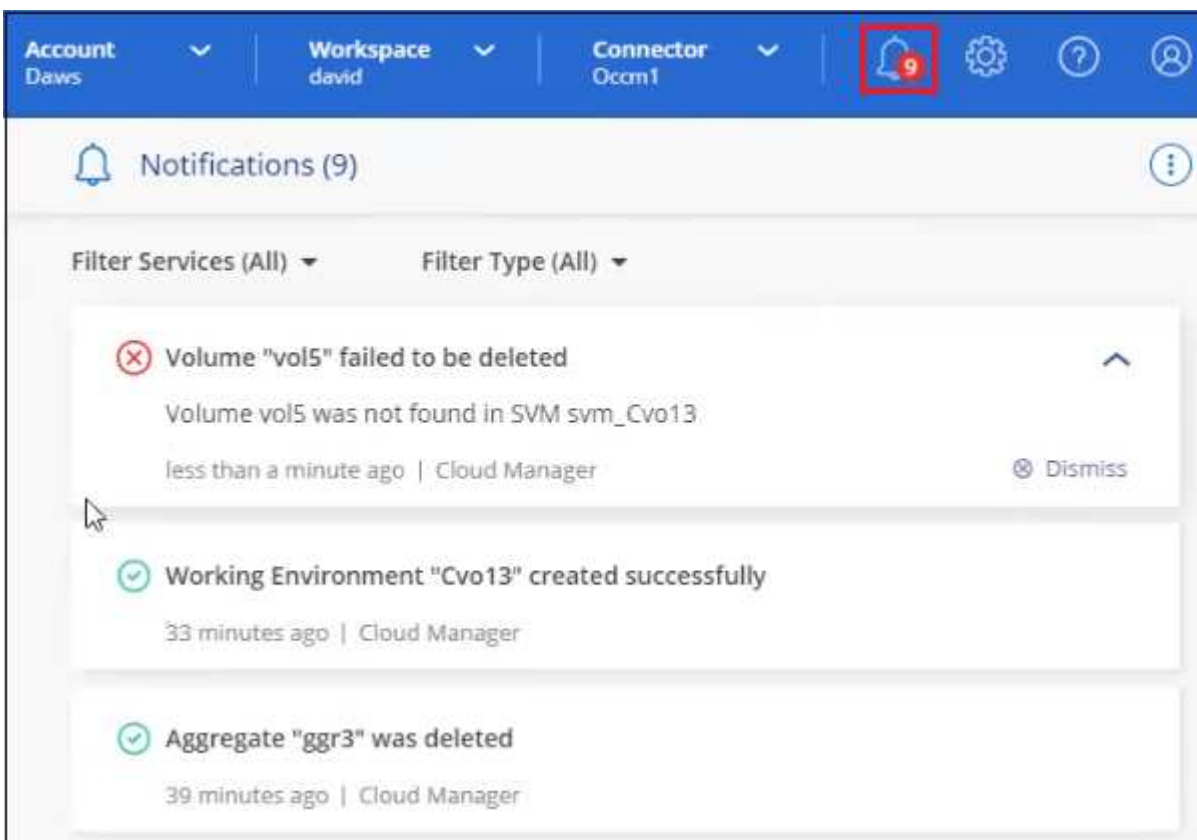 Account Workspace Connector
Daws david Occm1 9
Notifications (9)
Filter Services (All) Filter Type (All)
Volume "vol5" failed to be deleted
Volume vol5 was not found in SVM svm_Cvo13
less than a minute ago | Cloud Manager Dismiss
Working Environment "Cvo13" created successfully
33 minutes ago | Cloud Manager
Aggregate "ggr3" was deleted
39 minutes ago | Cloud Manager